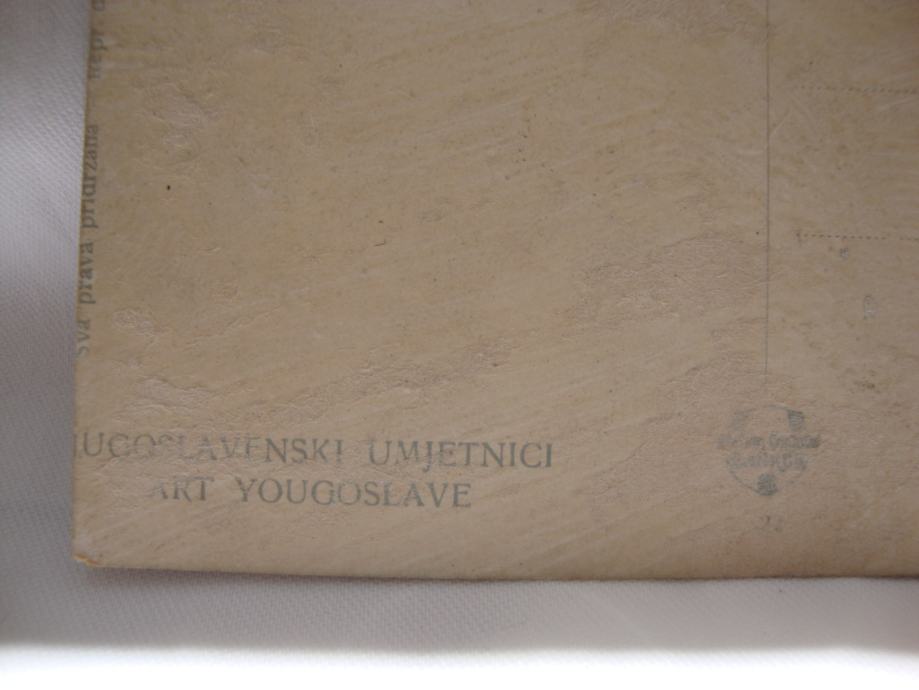 Sva prava pridržana
JUGOSLAVENSKI UMJETNICI
ART YOUGOSLAVE